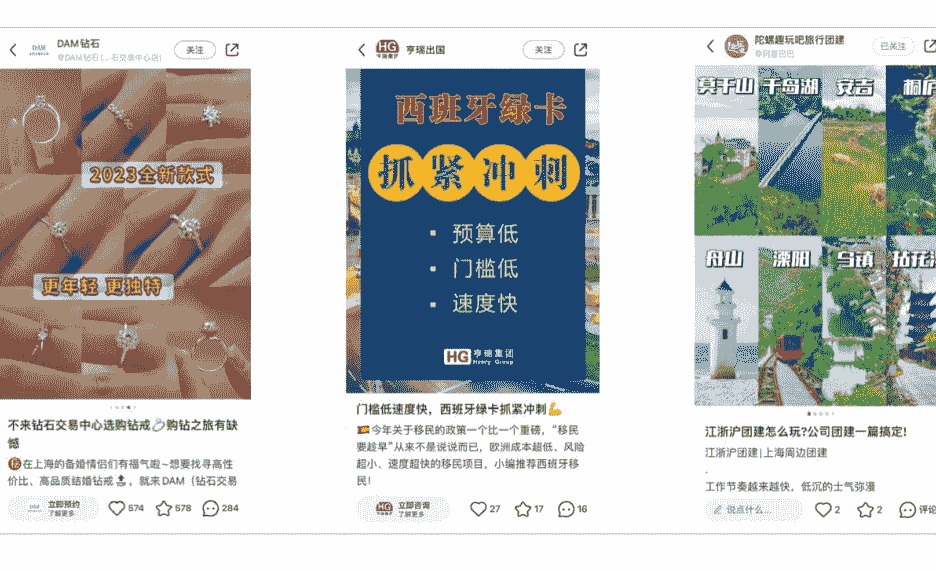 DAM钻石
关注
2023全新款式
更年轻 更独特
不来钻石交易中心选购钻戒💍购钻之旅有缺
憾
在上海的备婚情侣们有福气啦~想要找寻高性
价比、高品质结婚钻戒，就来DAM（钻石交易
立即预约
了解更多
574
578
284
亨瑞出国
关注
西班牙绿卡
抓紧冲刺
▪ 预算低
▪ 门槛低
▪ 速度快
HG 亨瑞集团
Henry Group
门槛低速度快，西班牙绿卡抓紧冲刺💪
🇪🇸今年关于移民的政策一个比一个重磅，“移民
要趁早”从来不是说说而已，欧洲成本超低、风险
超小、速度超快的移民项目，小编推荐西班牙移
民！
立即咨询
了解更多
27
17
16
陀螺趣玩吧旅行团建
阿里巴巴
已关注
莫干山 千岛湖 安吉 桐庐
舟山 溧阳 乌镇 拈花湾
江浙沪团建怎么玩?公司团建一篇搞定!
江浙沪团建|上海周边团建
.
工作节奏越来越快，低沉的士气弥漫
说点什么...
2
2
评论